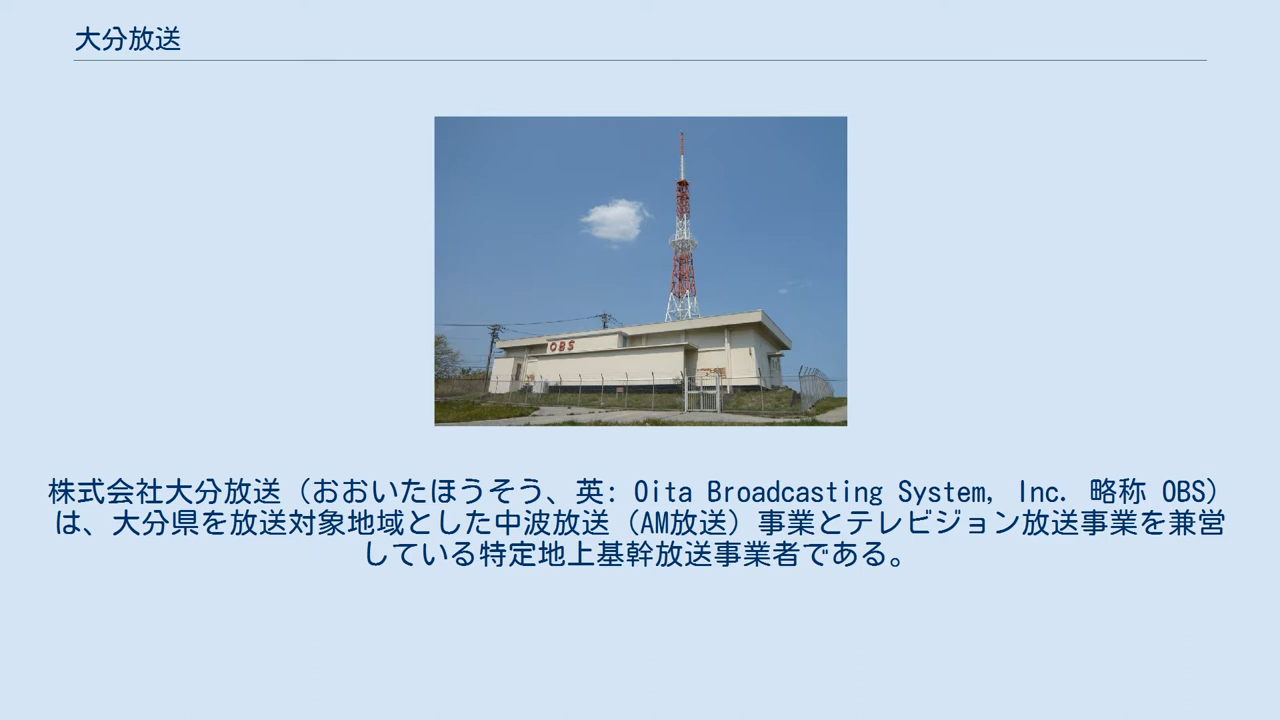 大分放送
OBS
株式会社大分放送（おおいたほうそう、英: Oita Broadcasting System, Inc. 略称 OBS）
は、大分県を放送対象地域とした中波放送（AM放送）事業とテレビジョン放送事業を兼営
している特定地上基幹放送事業者である。